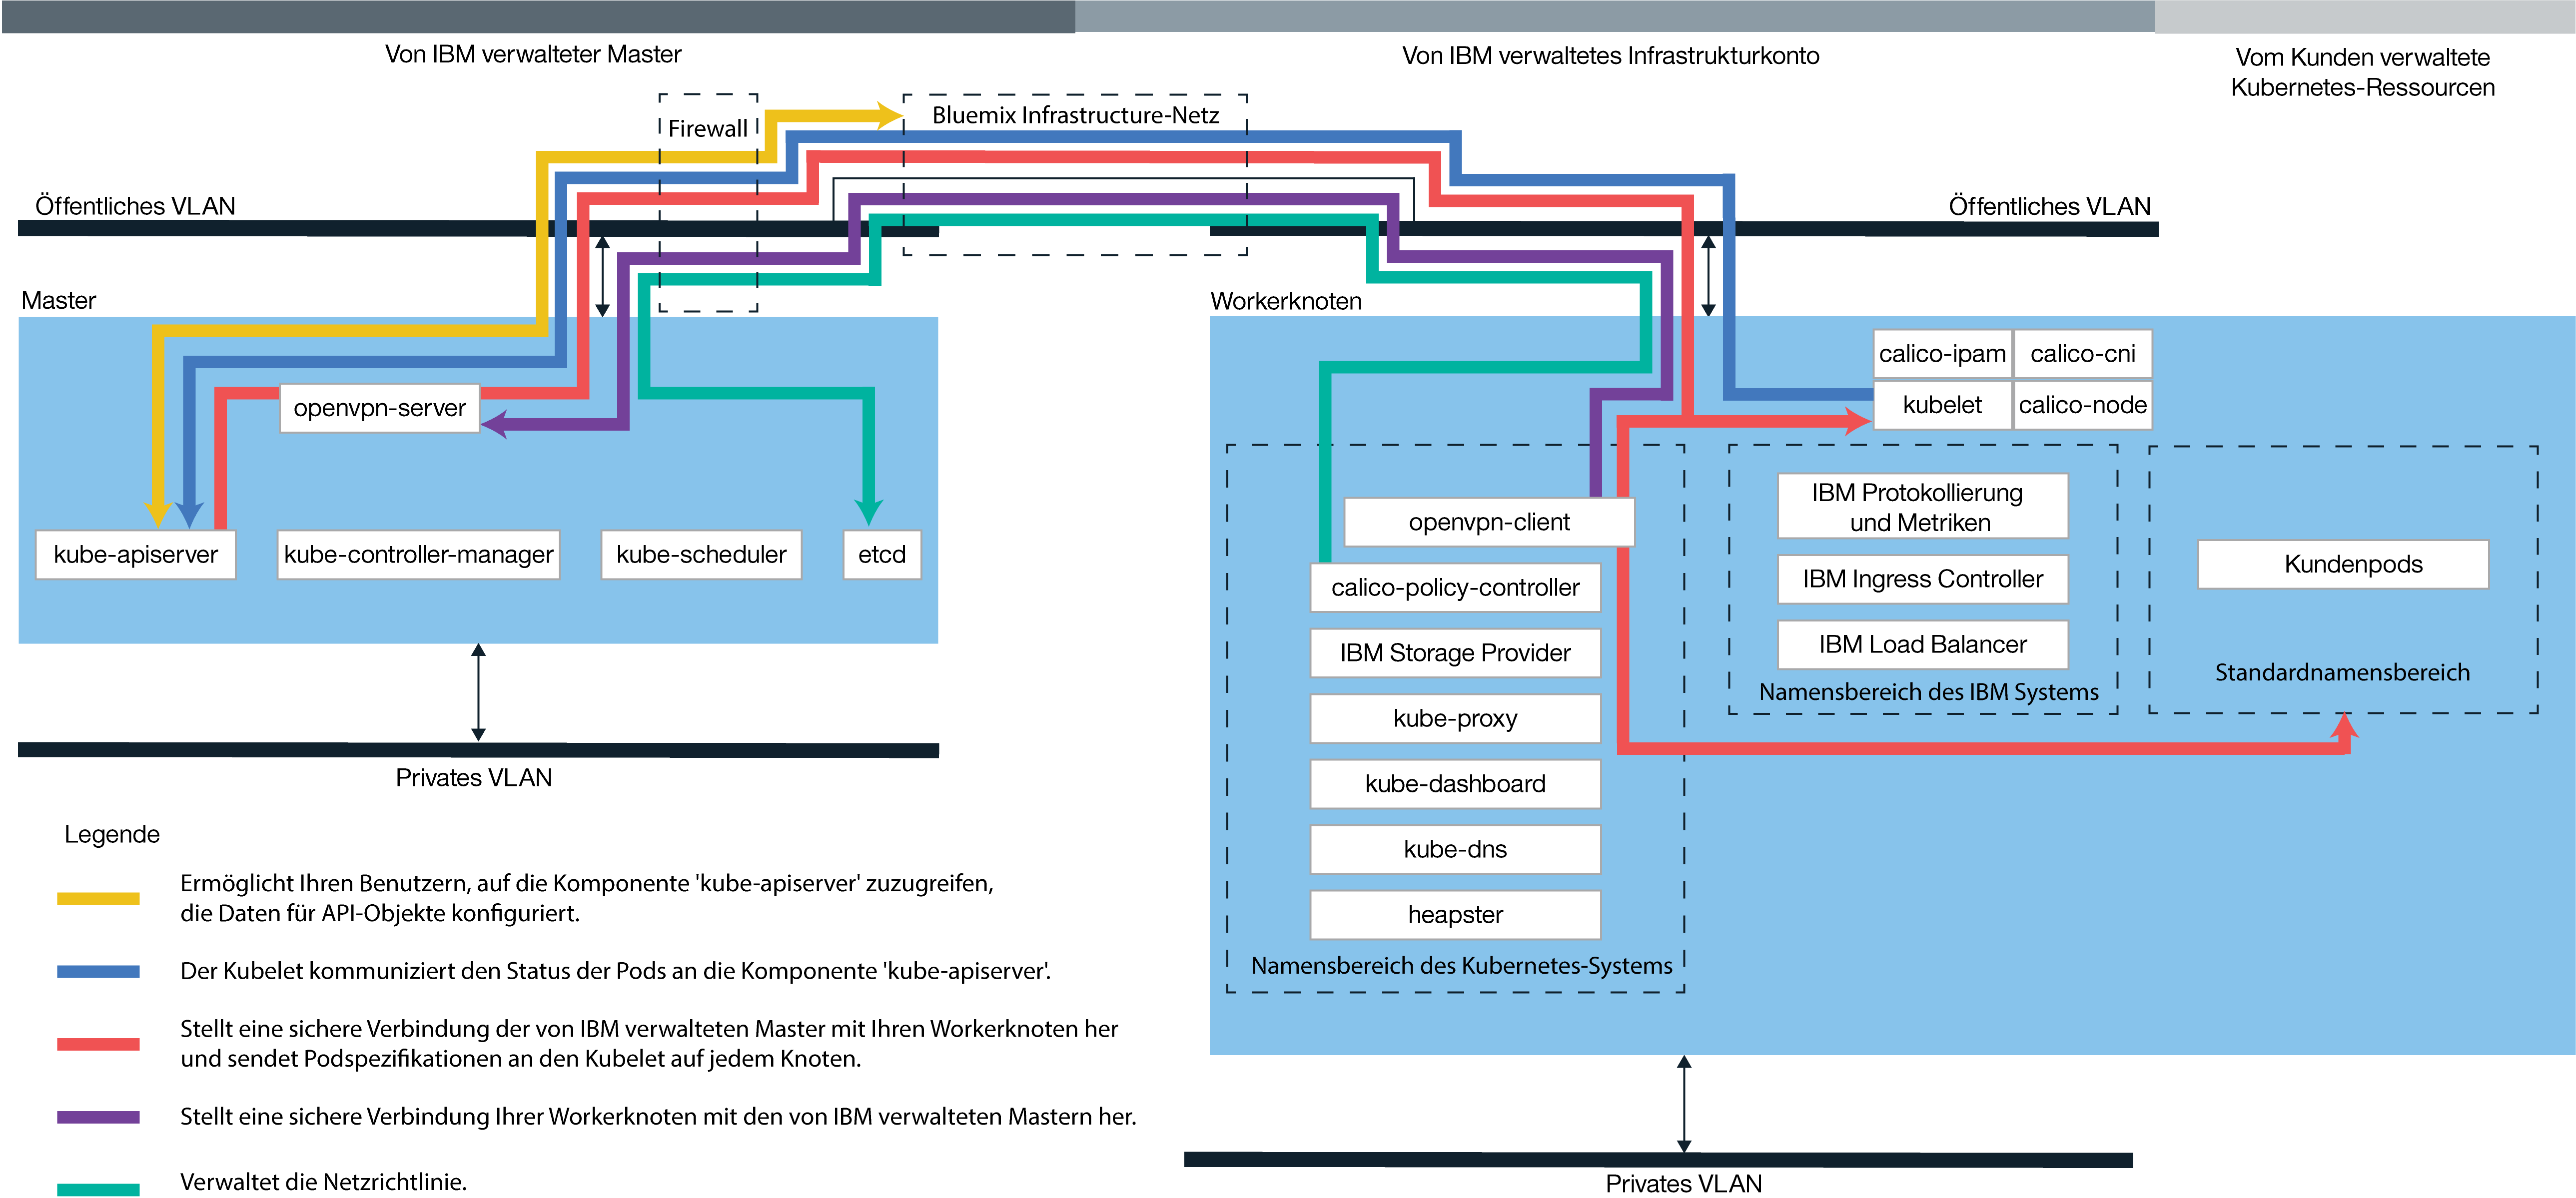 Von IBM verwalteter Master
Von IBM verwaltetes Infrastrukturkonto
Vom Kunden verwaltete
Kubernetes-Ressourcen
Firewall
Bluemix Infrastructure-Netz
Öffentliches VLAN
Öffentliches VLAN
Master
openvpn-server
kube-apiserver
kube-controller-manager
kube-scheduler
etcd
Privates VLAN
Workerknoten
calico-ipam
calico-cni
kubelet
calico-node
openvpn-client
calico-policy-controller
IBM Storage Provider
kube-proxy
kube-dashboard
kube-dns
heapster
Namensbereich des Kubernetes-Systems
IBM Protokollierung
und Metriken
IBM Ingress Controller
IBM Load Balancer
Namensbereich des IBM Systems
Kundenpods
Standardnamensbereich
Privates VLAN
Legende
Ermöglicht Ihren Benutzern, auf die Komponente 'kube-apiserver' zuzugreifen,
die Daten für API-Objekte konfiguriert.
Der Kubelet kommuniziert den Status der Pods an die Komponente 'kube-apiserver'.
Stellt eine sichere Verbindung der von IBM verwalteten Master mit Ihren Workerknoten her
und sendet Podspezifikationen an den Kubelet auf jedem Knoten.
Stellt eine sichere Verbindung Ihrer Workerknoten mit den von IBM verwalteten Mastern her.
Verwaltet die Netzrichtlinie.